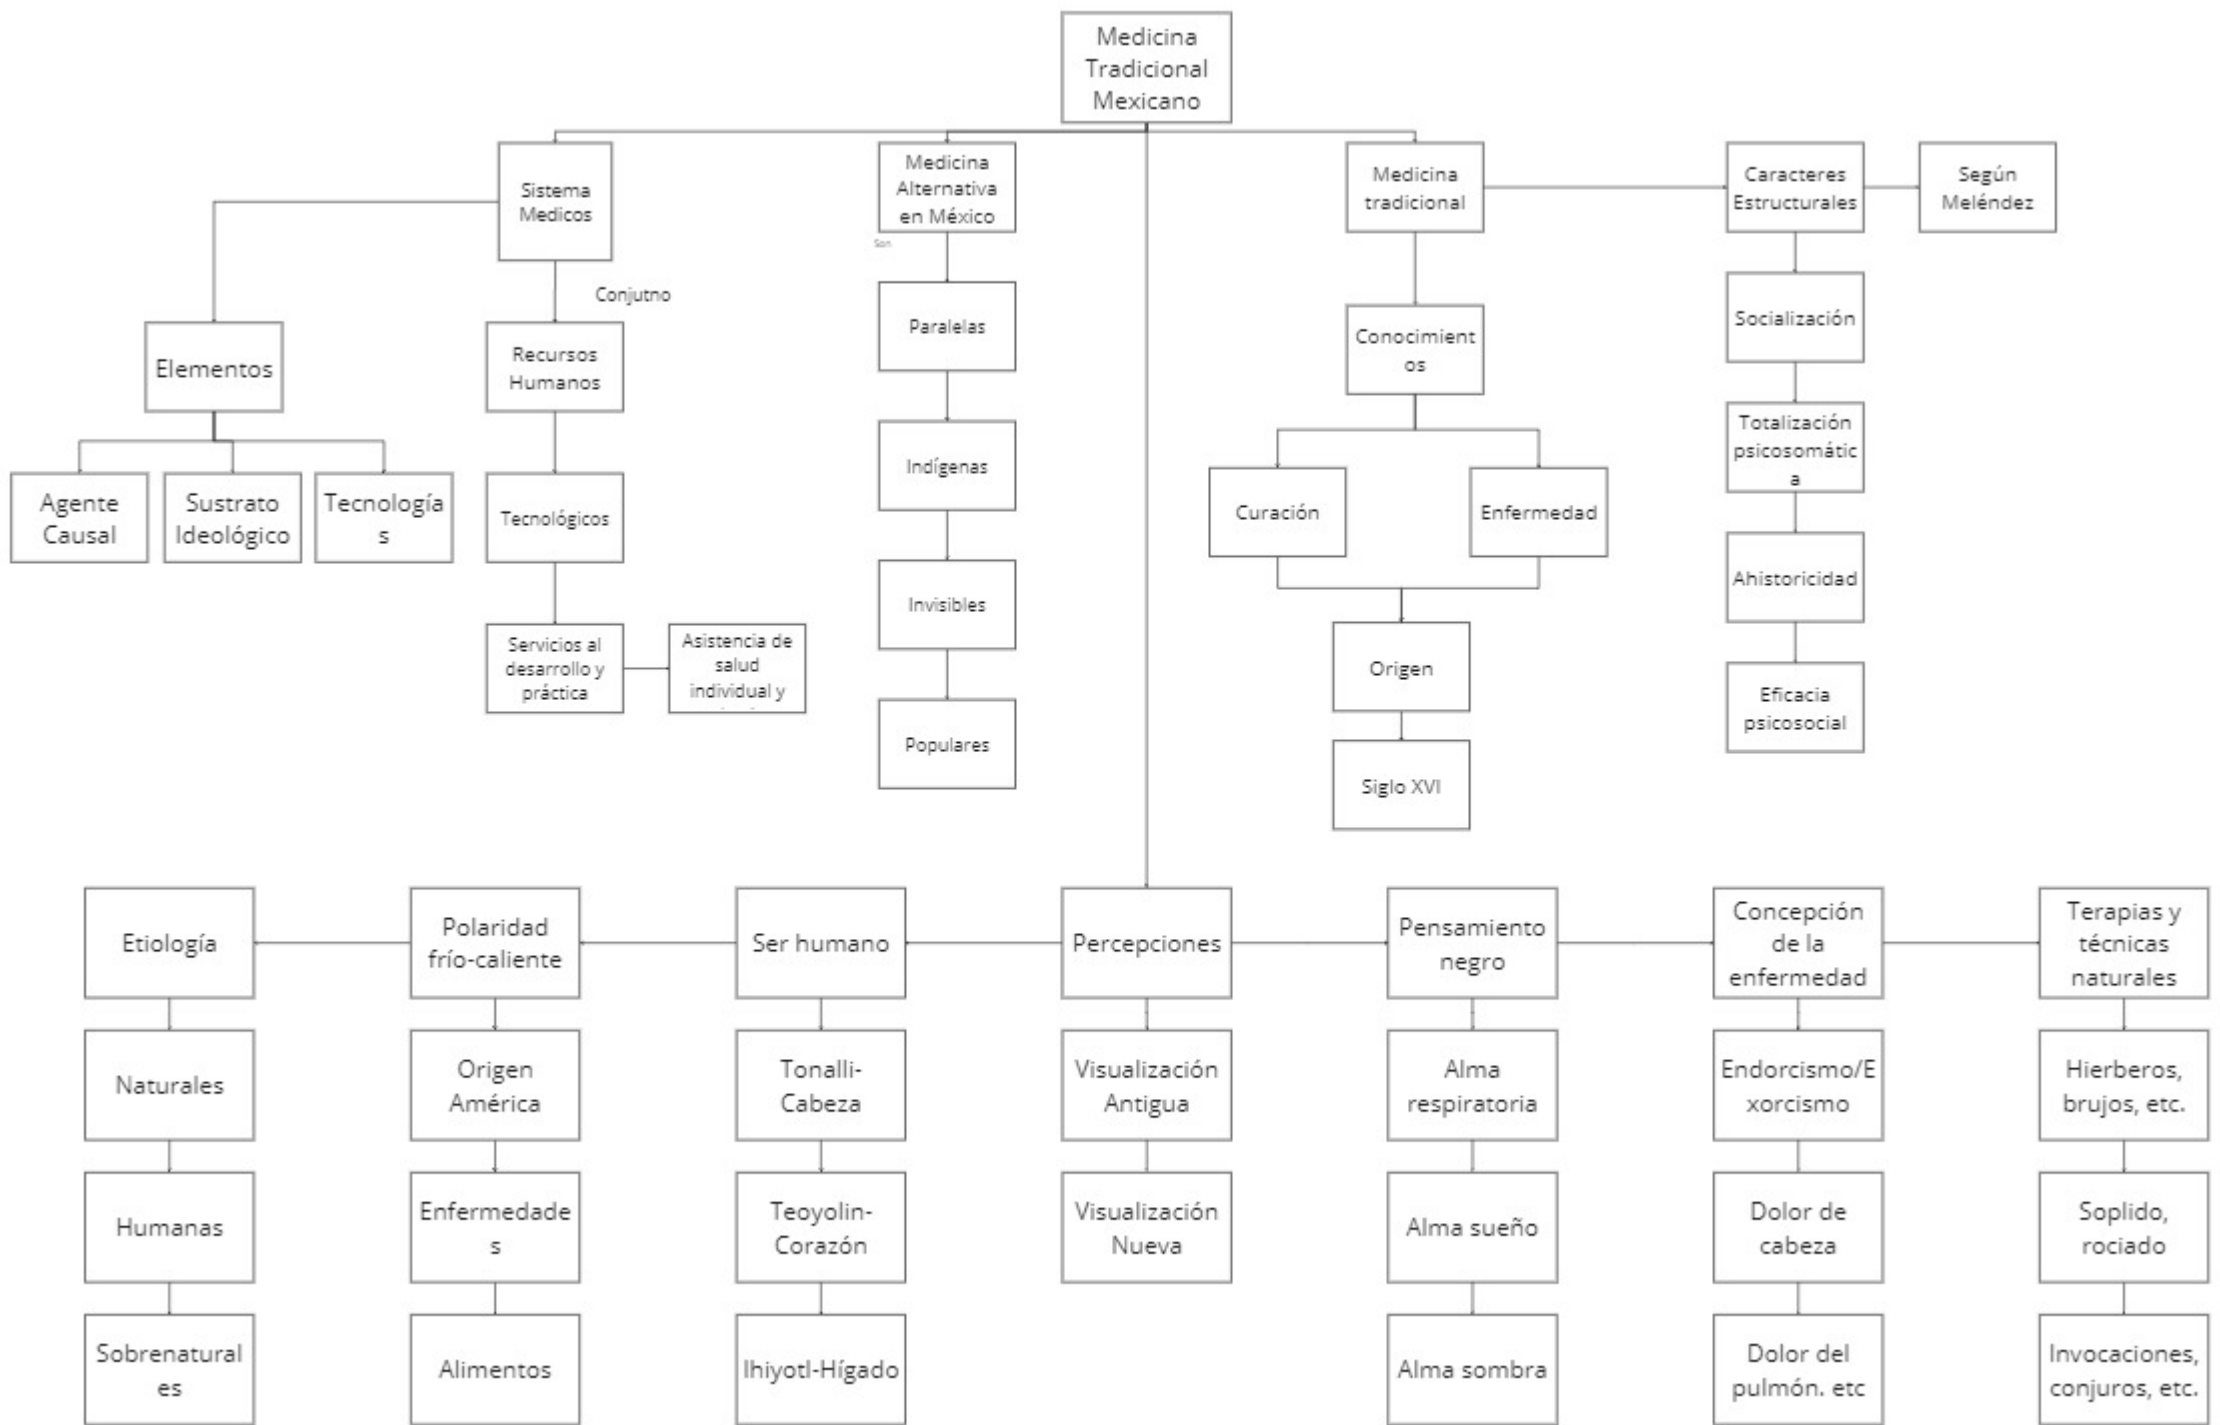 Medicina
Tradicional
Mexicano
Sistema
Medicos
Medicina
Alternativa
en México
Medicina
tradicional
Caracteres
Estructurales
Según
Meléndez
Son
Conjutno
Elementos
Recursos
Humanos
Paralelas
Conocimient
os
Socialización
Agente
Causal
Sustrato
Ideológico
Tecnología
s
Tecnológicos
Indígenas
Curación
Enfermedad
Totalización
psicosomátic
a
Servicios al
desarrollo y
práctica
Asistencia de
salud
individual y
Invisibles
Origen
Ahistoricidad
Populares
Siglo XVI
Eficacia
psicosocial
Etiología
Polaridad
frío-caliente
Ser humano
Percepciones
Pensamiento
negro
Concepción
de la
enfermedad
Terapias y
técnicas
naturales
Naturales
Origen
América
Tonalli-
Cabeza
Visualización
Antigua
Alma
respiratoria
Endorcismo/E
xorcismo
Hierberos,
brujos, etc.
Humanas
Enfermedade
s
Teoyolin-
Corazón
Visualización
Nueva
Alma sueño
Dolor de
cabeza
Soplido,
rociado
Sobrenatural
es
Alimentos
Ihiyotl-Hígado
Alma sombra
Dolor del
pulmón. etc
Invocaciones,
conjuros, etc.